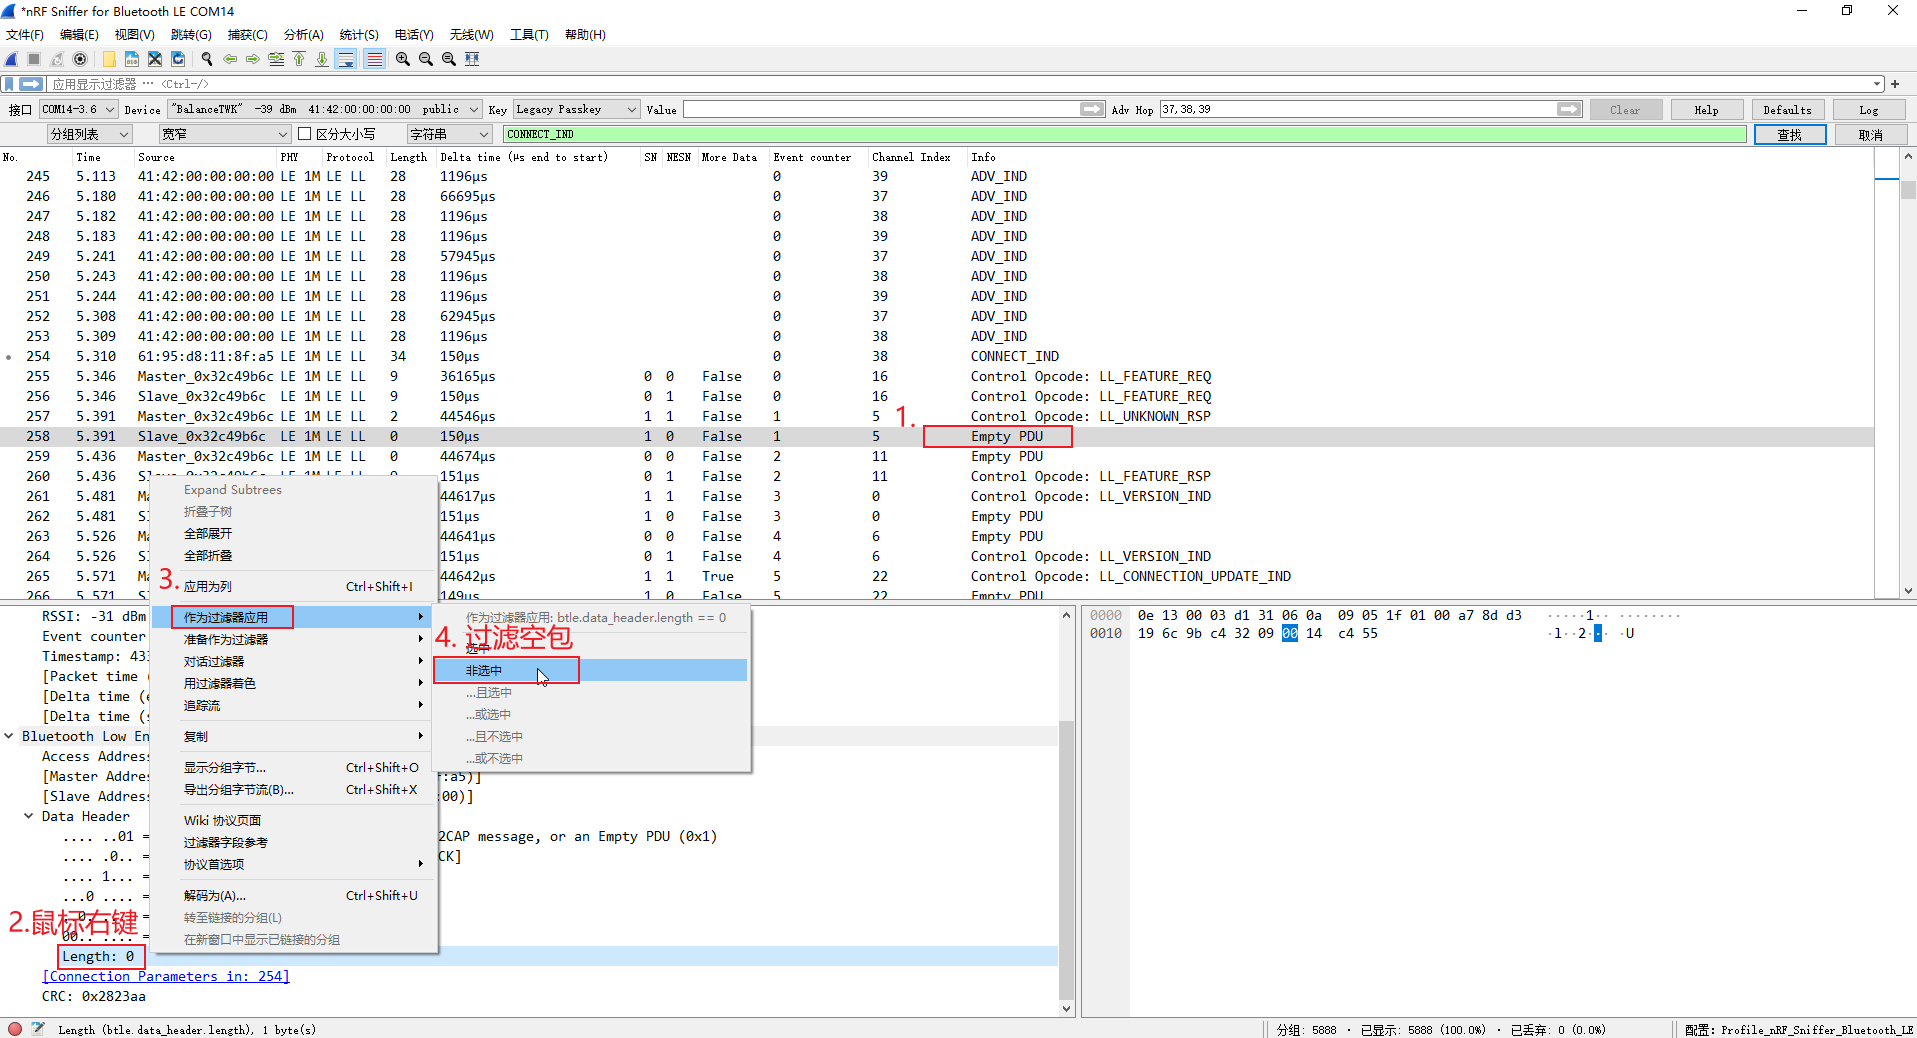 *nRF Sniffer for Bluetooth LE COM14
文件(F) 编辑(E) 视图(V) 跳转(G) 捕获(C) 分析(A) 统计(S) 电话(Y) 无线(W) 工具(T) 帮助(H)
应用显示过滤器 … <Ctrl-/>
接口 COM14-3.6 Device "BalanceTWK" -39 dBm 41:42:00:00:00:00 public Key Legacy Passkey Value Adv Hop 37,38,39 Clear Help Defaults Log
分组列表 宽窄 区分大小写 字符串 CONNECT_IND 查找 取消
No. Time Source PHY Protocol Length Delta time (µs end to start) SN NESN More Data Event counter Channel Index Info
245 5.113 41:42:00:00:00:00 LE 1M LE LL 28 1196µs 0 39 ADV_IND
246 5.180 41:42:00:00:00:00 LE 1M LE LL 28 66695µs 0 37 ADV_IND
247 5.182 41:42:00:00:00:00 LE 1M LE LL 28 1196µs 0 38 ADV_IND
248 5.183 41:42:00:00:00:00 LE 1M LE LL 28 1196µs 0 39 ADV_IND
249 5.241 41:42:00:00:00:00 LE 1M LE LL 28 57945µs 0 37 ADV_IND
250 5.243 41:42:00:00:00:00 LE 1M LE LL 28 1196µs 0 38 ADV_IND
251 5.244 41:42:00:00:00:00 LE 1M LE LL 28 1196µs 0 39 ADV_IND
252 5.308 41:42:00:00:00:00 LE 1M LE LL 28 62945µs 0 37 ADV_IND
253 5.309 41:42:00:00:00:00 LE 1M LE LL 28 1196µs 0 38 ADV_IND
254 5.310 61:95:d8:11:8f:a5 LE 1M LE LL 34 150µs 0 38 CONNECT_IND
255 5.346 Master_0x32c49b6c LE 1M LE LL 9 36165µs 0 0 False 0 16 Control Opcode: LL_FEATURE_REQ
256 5.346 Slave_0x32c49b6c LE 1M LE LL 9 150µs 0 1 False 0 16 Control Opcode: LL_FEATURE_REQ
257 5.391 Master_0x32c49b6c LE 1M LE LL 2 44546µs 1 1 False 1 5 Control Opcode: LL_UNKNOWN_RSP
1.
258 5.391 Slave_0x32c49b6c LE 1M LE LL 0 150µs 1 0 False 1 5 Empty PDU
259 5.436 Master_0x32c49b6c LE 1M LE LL 0 44674µs 0 0 False 2 11 Empty PDU
260 5.436 Slave_0x32c49b6c LE 1M LE LL 9 151µs 0 1 False 2 11 Control Opcode: LL_FEATURE_RSP
261 5.481 Ma 44617µs 1 1 False 3 0 Control Opcode: LL_VERSION_IND
262 5.481 Sl 151µs 1 0 False 3 0 Empty PDU
263 5.526 Ma 44641µs 0 0 False 4 6 Empty PDU
264 5.526 Sl 151µs 0 1 False 4 6 Control Opcode: LL_VERSION_IND
265 5.571 Ma 44642µs 1 1 True 5 22 Control Opcode: LL_CONNECTION_UPDATE_IND
266 5.571 Sl 149µs 1 0 False 5 22 Empty PDU
Expand Subtrees
折叠子树
全部展开
全部折叠
3.
应用为列 Ctrl+Shift+I
作为过滤器应用
准备作为过滤器
对话过滤器
用过滤器着色
追踪流
复制
显示分组字节... Ctrl+Shift+O
导出分组字节流(B)... Ctrl+Shift+X
Wiki 协议页面
过滤器字段参考
协议首选项
解码为(A)... Ctrl+Shift+U
转至链接的分组(L)
在新窗口中显示已链接的分组
作为过滤器应用: btle.data_header.length == 0
4. 过滤空包
选中
非选中
...且选中
...或选中
...且不选中
...或不选中
RSSI: -31 dBm
Event counter
Timestamp: 433
[Packet time (
[Delta time (e
[Delta time (s
Bluetooth Low En
Access Address
[Master Addres :a5)]
[Slave Address :00)]
Data Header
.... ..01 = 2CAP message, or an Empty PDU (0x1)
.... .0.. = CK]
.... 1... =
...0 .... =
..0. .... =
2.鼠标右键
00.. .... =
Length: 0
[Connection Parameters in: 254]
CRC: 0x2823aa
0000 0e 13 00 03 d1 31 06 0a 09 05 1f 01 00 a7 8d d3 ·····1·· ········
0010 19 6c 9b c4 32 09 00 14 c4 55 ·l··2··· ·U
Length (btle.data_header.length), 1 byte(s)
分组: 5888 · 已显示: 5888 (100.0%) · 已丢弃: 0 (0.0%)
配置: Profile_nRF_Sniffer_Bluetooth_LE